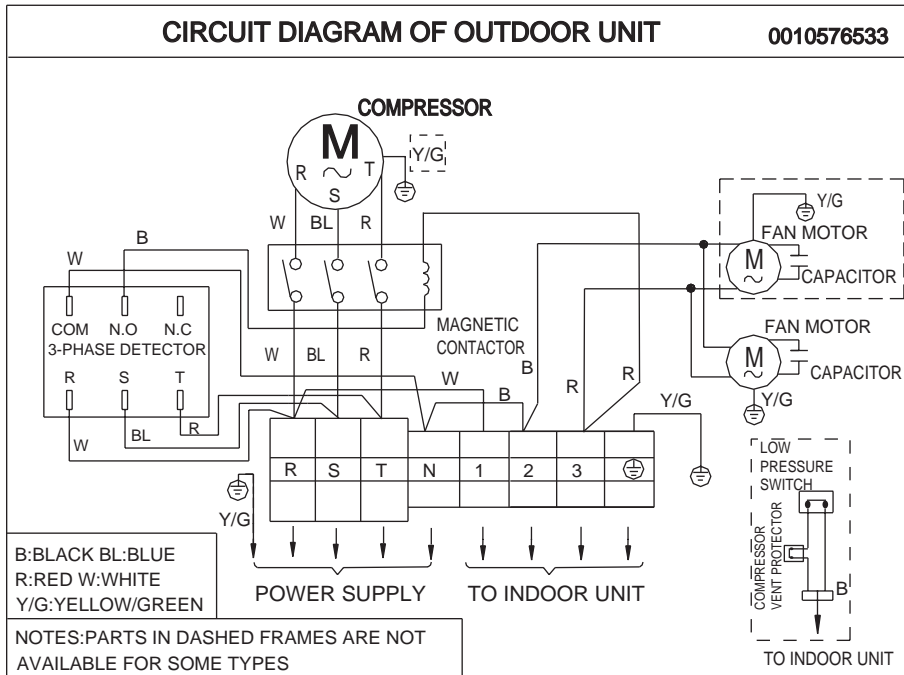 CIRCUIT DIAGRAM OF OUTDOOR UNIT
0010576533
COMPRESSOR
M
R
S
T
Y/G
W
BL
R
B
W
COM
N.O
N.C
3-PHASE DETECTOR
R
S
T
W
BL
R
W
BL
R
MAGNETIC
CONTACTOR
W
B
B
R
R
Y/G
Y/G
FAN MOTOR
M
CAPACITOR
FAN MOTOR
M
CAPACITOR
Y/G
R
S
T
N
1
2
3
Y/G
POWER SUPPLY
TO INDOOR UNIT
LOW
PRESSURE
SWITCH
COMPRESSOR
VENT PROTECTOR
B
TO INDOOR UNIT
B:BLACK BL:BLUE
R:RED W:WHITE
Y/G:YELLOW/GREEN
NOTES:PARTS IN DASHED FRAMES ARE NOT
AVAILABLE FOR SOME TYPES